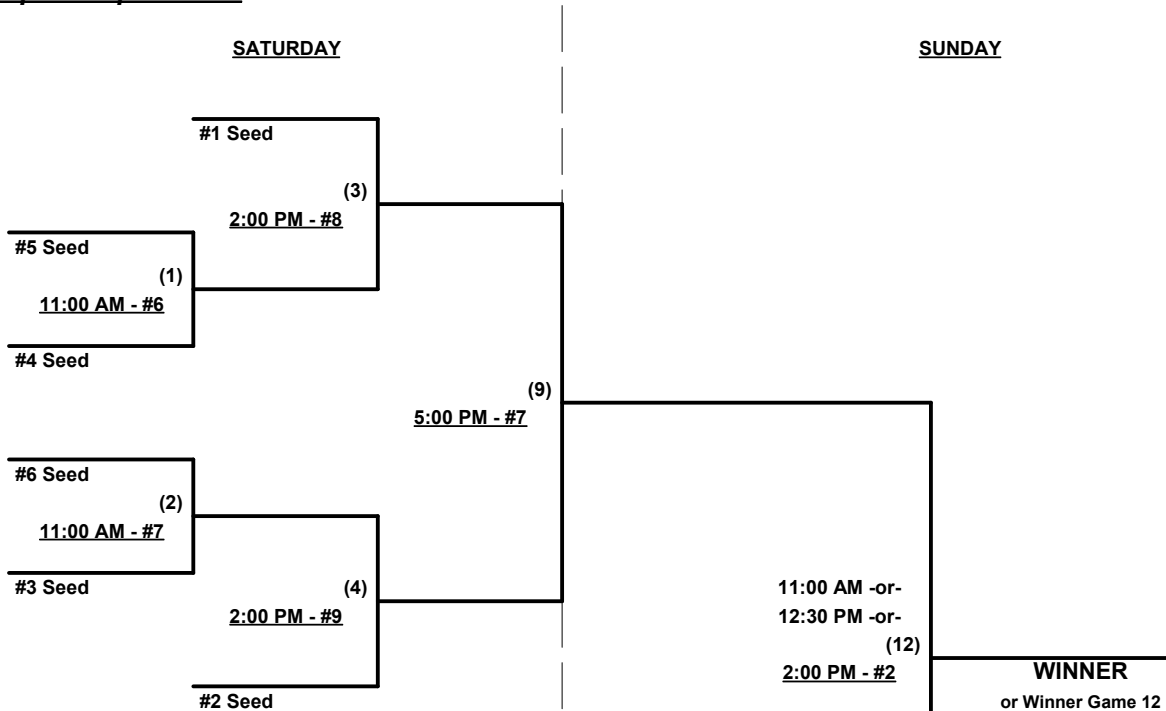 SATURDAY
SUNDAY
#1 Seed
(3)
2:00 PM - #8
#5 Seed
(1)
11:00 AM - #6
#4 Seed
(9)
5:00 PM - #7
#6 Seed
(2)
11:00 AM - #7
#3 Seed
(4)
2:00 PM - #9
#2 Seed
11:00 AM -or-
12:30 PM -or-
(12)
2:00 PM - #2
WINNER
or Winner Game 12